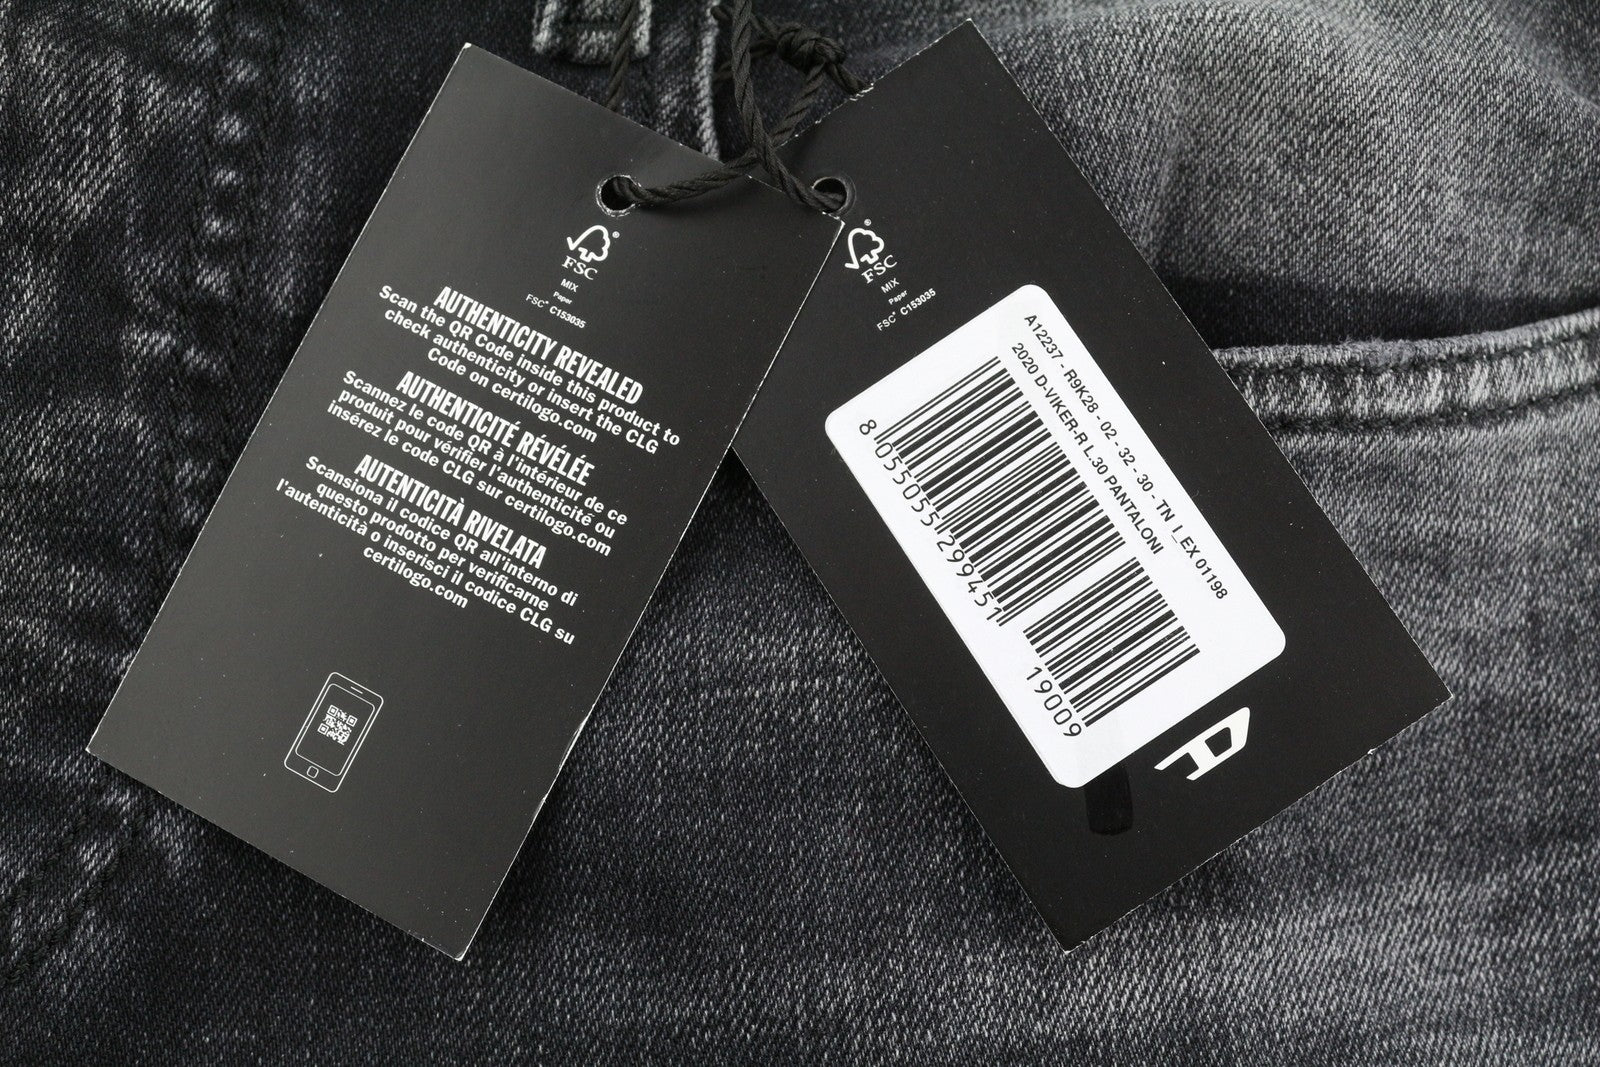 FSC
MIX
Paper
FSC® C153035
AUTHENTICITY REVEALED
Scan the QR Code inside this product to
check authenticity or insert the CLG
Code on certilogo.com
AUTHENTICITÉ RÉVÉLÉE
Scannez le code QR à l'intérieur de ce
produit pour vérifier l'authenticité ou
insérez le code CLG sur certilogo.com
AUTENTICITÀ RIVELATA
Scansiona il codice QR all'interno di
questo prodotto per verificarne
l'autenticità o inserisci il codice CLG su
certilogo.com
FSC
MIX
Paper
FSC® C153035
A12237 - R9K28 - 02 - 32 - 30 - TN I_EX 01198
2020 D-VIKER-R L.30 PANTALONI
8 055055 299451
19009
D